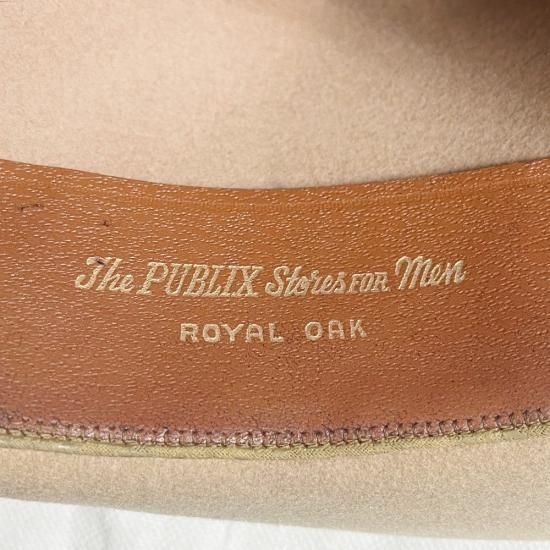 The PUBLIX Stores FOR Men
ROYAL OAK